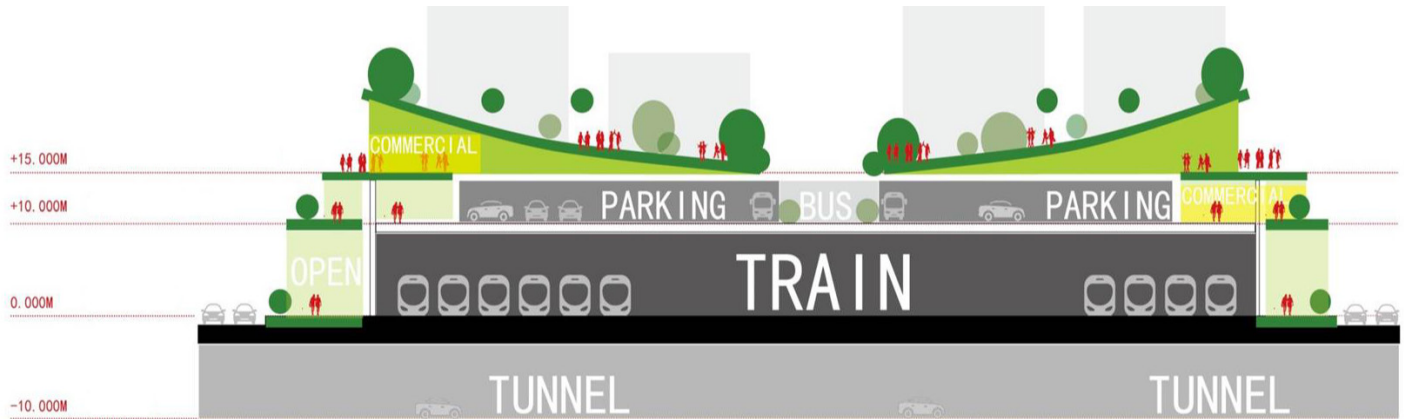 COMMERCIAL
+15.000M
PARKING BUS PARKING COMMERCIAL
+10.000M
OPEN TRAIN
0.000M
TUNNEL TUNNEL
-10.000M